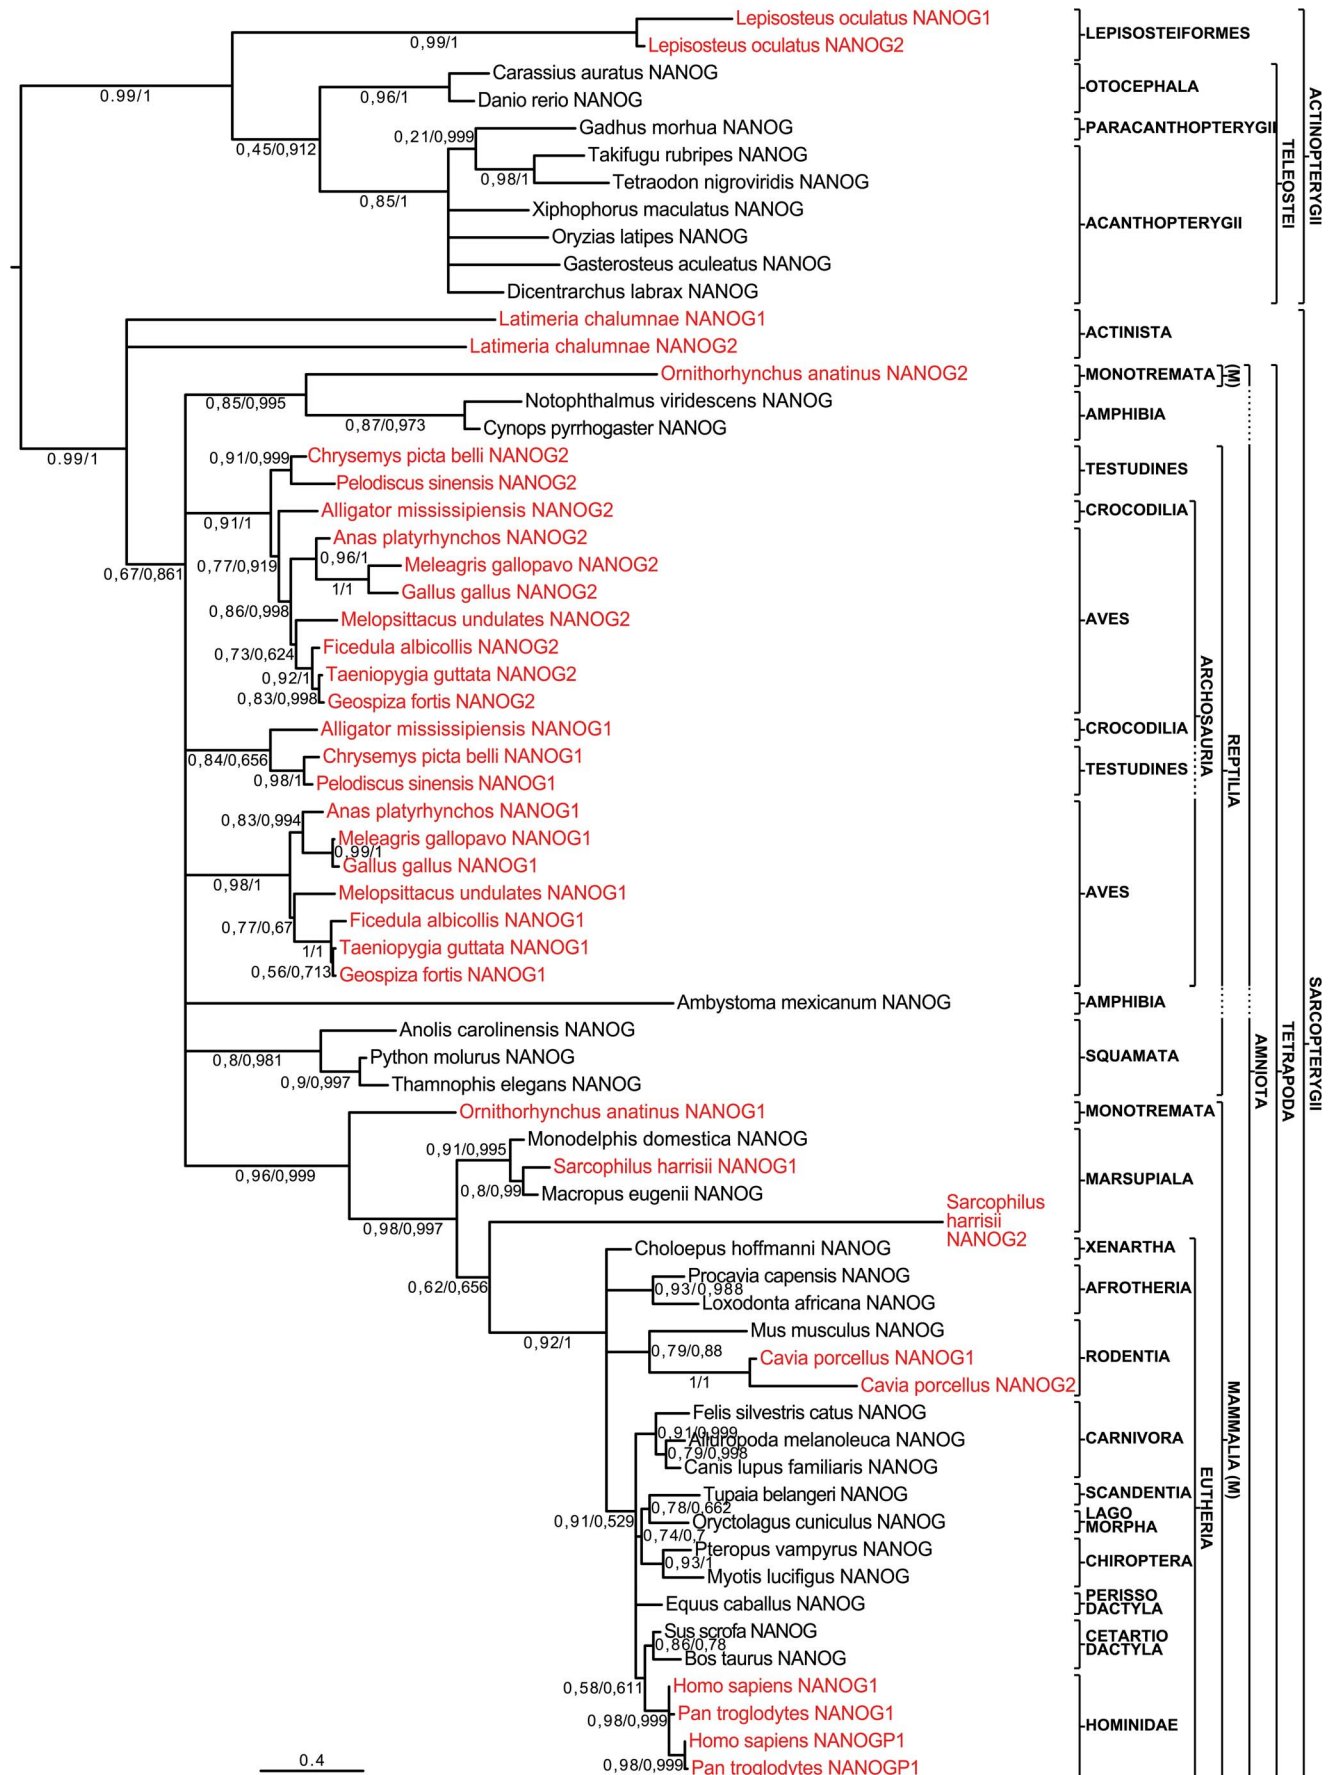 Lepisosteus oculatus NANOG1
0,99/1
Lepisosteus oculatus NANOG2
LEPISOSTEIFORMES
0.99/1
Carassius auratus NANOG
0,96/1
Danio rerio NANOG
OTOCEPHALA
0,45/0,912
0,21/0,999
Gadhus morhua NANOG
PARACANTHOPTERYGII
Takifugu rubripes NANOG
0,98/1
Tetraodon nigroviridis NANOG
0,85/1
Xiphophorus maculatus NANOG
Oryzias latipes NANOG
ACANTHOPTERYGII
Gasterosteus aculeatus NANOG
Dicentrarchus labrax NANOG
TELEOSTEI
ACTINOPTERYGII
Latimeria chalumnae NANOG1
Latimeria chalumnae NANOG2
ACTINISTA
0.99/1
Ornithorhynchus anatinus NANOG2
MONOTREMATA
(M)
0,85/0,995
Notophthalmus viridescens NANOG
0,87/0,973
Cynops pyrrhogaster NANOG
AMPHIBIA
0,91/0,999
Chrysemys picta belli NANOG2
Pelodiscus sinensis NANOG2
TESTUDINES
0,91/1
Alligator mississipiensis NANOG2
CROCODILIA
0,67/0,861
0,77/0,919
Anas platyrhynchos NANOG2
0,96/1
Meleagris gallopavo NANOG2
1/1
Gallus gallus NANOG2
0,86/0,998
Melopsittacus undulates NANOG2
AVES
0,73/0,624
Ficedula albicollis NANOG2
0,92/1
Taeniopygia guttata NANOG2
0,83/0,998
Geospiza fortis NANOG2
Alligator mississipiensis NANOG1
CROCODILIA
0,84/0,656
Chrysemys picta belli NANOG1
0,98/1
Pelodiscus sinensis NANOG1
TESTUDINES
ARCHOSAURIA
REPTILIA
Anas platyrhynchos NANOG1
0,83/0,994
Meleagris gallopavo NANOG1
0,99/1
Gallus gallus NANOG1
0,98/1
Melopsittacus undulates NANOG1
AVES
0,77/0,67
Ficedula albicollis NANOG1
1/1
Taeniopygia guttata NANOG1
0,56/0,713
Geospiza fortis NANOG1
Ambystoma mexicanum NANOG
AMPHIBIA
Anolis carolinensis NANOG
0,8/0,981
Python molurus NANOG
0,9/0,997
Thamnophis elegans NANOG
SQUAMATA
AMNIOTA
TETRAPODA
SARCOPTERYGII
Ornithorhynchus anatinus NANOG1
MONOTREMATA
0,96/0,999
0,91/0,995
Monodelphis domestica NANOG
Sarcophilus harrisii NANOG1
0,8/0,99
Macropus eugenii NANOG
MARSUPIALA
0,98/0,997
Sarcophilus
harrisii
NANOG2
0,62/0,656
Choloepus hoffmanni NANOG
XENARTHA
Procavia capensis NANOG
0,93/0,988
Loxodonta africana NANOG
AFROTHERIA
0,92/1
Mus musculus NANOG
0,79/0,88
Cavia porcellus NANOG1
1/1
Cavia porcellus NANOG2
RODENTIA
Felis silvestris catus NANOG
0,91/0,999
Ailuropoda melanoleuca NANOG
0,79/0,998
Canis lupus familiaris NANOG
CARNIVORA
MAMMALIA (M)
EUTHERIA
Tupaia belangeri NANOG
SCANDENTIA
0,78/0,662
0,91/0,529
Oryctolagus cuniculus NANOG
LAGO
MORPHA
0,74/0,7
Pteropus vampyrus NANOG
0,93/1
Myotis lucifigus NANOG
CHIROPTERA
Equus caballus NANOG
PERISSO
DACTYLA
Sus scrofa NANOG
0,86/0,78
Bos taurus NANOG
CETARTIO
DACTYLA
0,58/0,611
Homo sapiens NANOG1
0,98/0,999
Pan troglodytes NANOG1
Homo sapiens NANOGP1
0,98/0,999
Pan troglodytes NANOGP1
HOMINIDAE
0.4